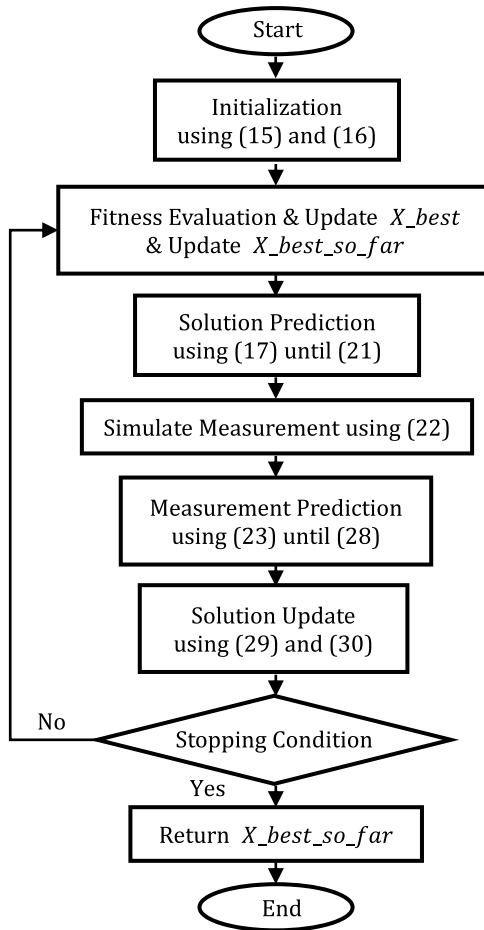 Start
Initialization
using (15) and (16)
Fitness Evaluation & Update X_best
& Update X_best_so_far
Solution Prediction
using (17) until (21)
Simulate Measurement using (22)
Measurement Prediction
using (23) until (28)
Solution Update
using (29) and (30)
No
Stopping Condition
Yes
Return X_best_so_far
End